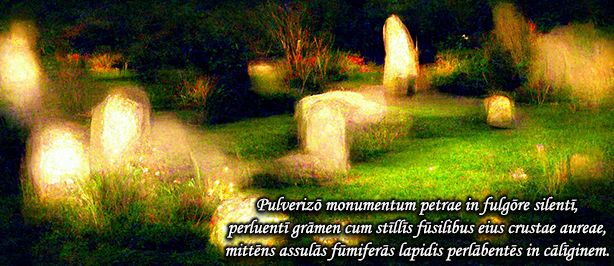 Pulverizō monumentum petrae in fulgōre silentī,
perluentī grāmen cum stillīs fūsilibus eius crustae aureae,
mittēns assulās fūmiferās lapidis perlābentēs in cālīginem.